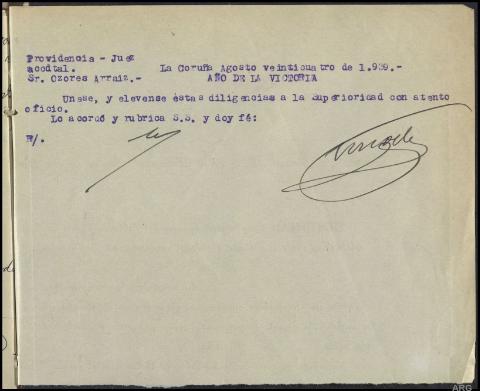 Providencia - Juez
acodtal.
La Coruña Agosto veinticuatro de 1.939.-
Sr. Ozores Arraiz.-
AÑO DE LA VICTORIA
Unase, y elevense éstas diligencias a la Superioridad con atento
oficio.
Lo acordó y rubrica S.S. y doy fé:
E/.
ARG